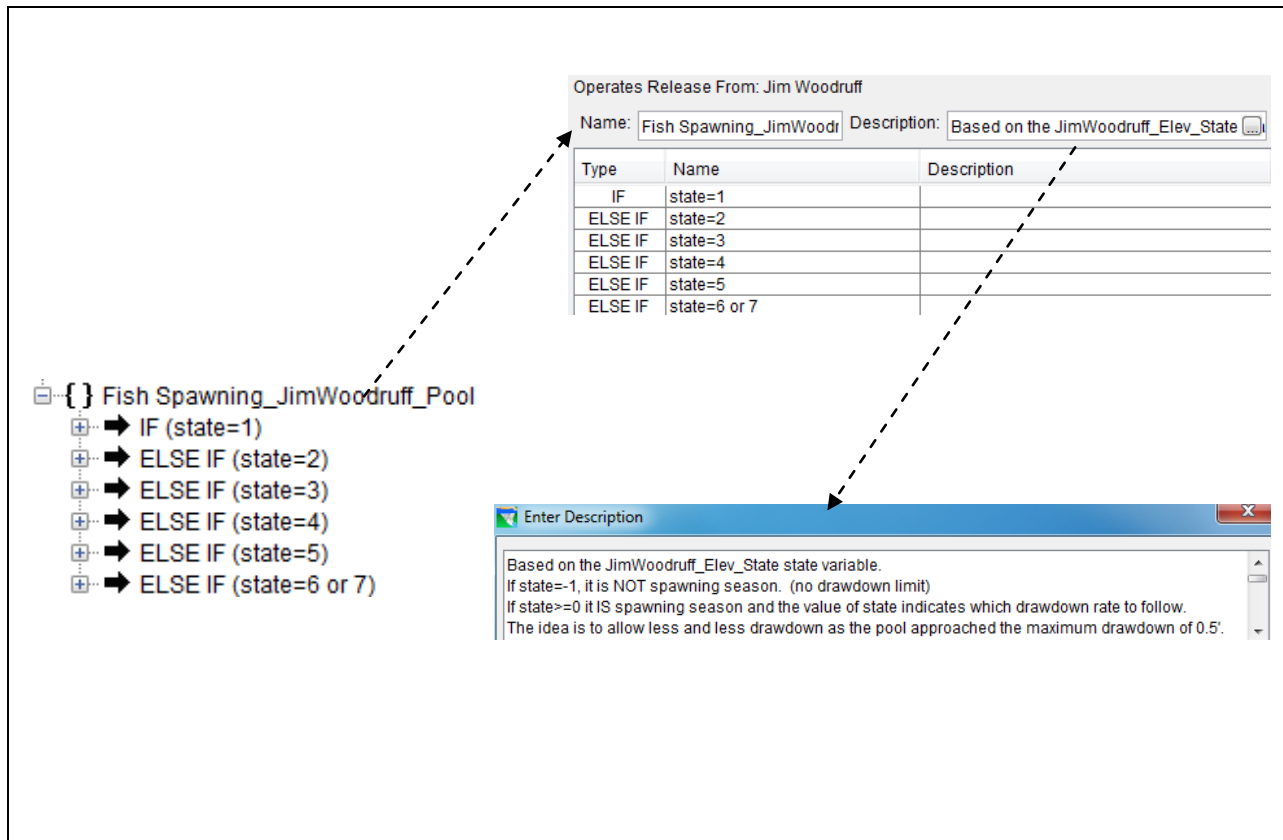 Operates Release From: Jim Woodruff
Name: Fish Spawning_JimWoodr Description: Based on the JimWoodruff_Elev_State ...
Type Name Description
IF state=1
ELSE IF state=2
ELSE IF state=3
ELSE IF state=4
ELSE IF state=5
ELSE IF state=6 or 7
{ } Fish Spawning_JimWoodruff_Pool
IF (state=1)
ELSE IF (state=2)
ELSE IF (state=3)
ELSE IF (state=4)
ELSE IF (state=5)
ELSE IF (state=6 or 7)
Enter Description
Based on the JimWoodruff_Elev_State state variable.
If state=-1, it is NOT spawning season. (no drawdown limit)
If state>=0 it IS spawning season and the value of state indicates which drawdown rate to follow.
The idea is to allow less and less drawdown as the pool approached the maximum drawdown of 0.5'.